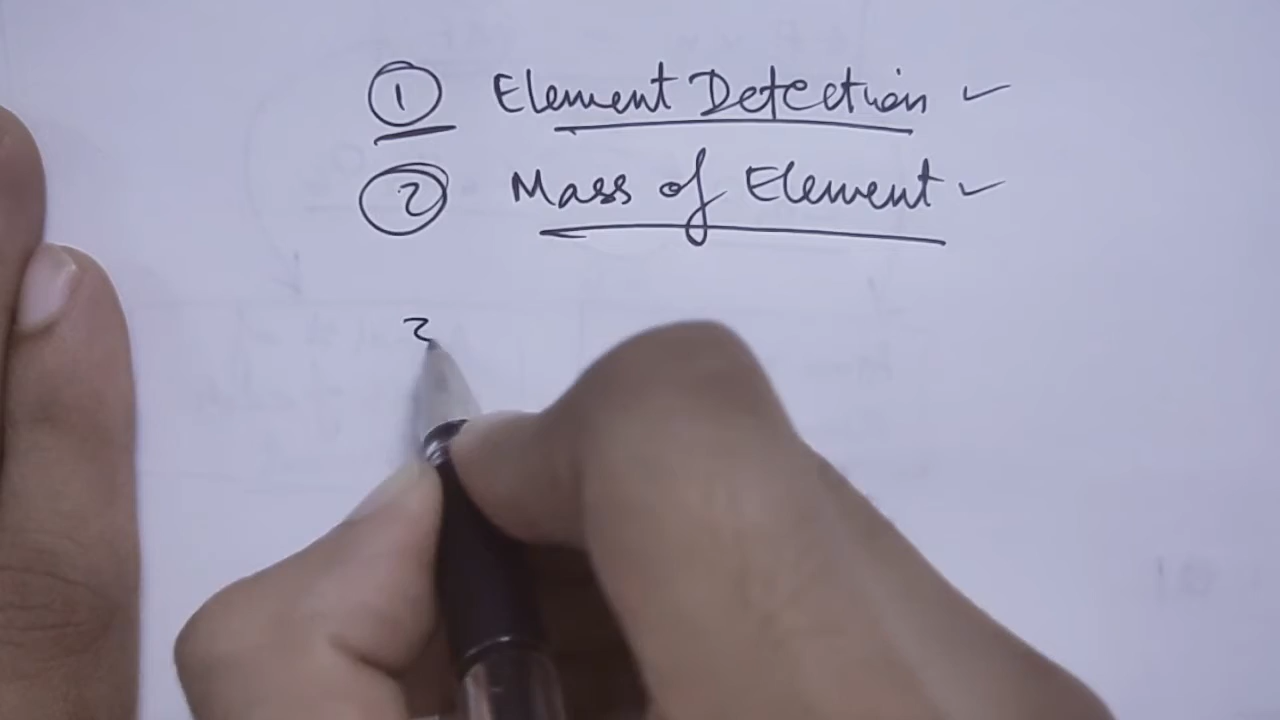 ① Element Detection ✓
② Mass of Element ✓